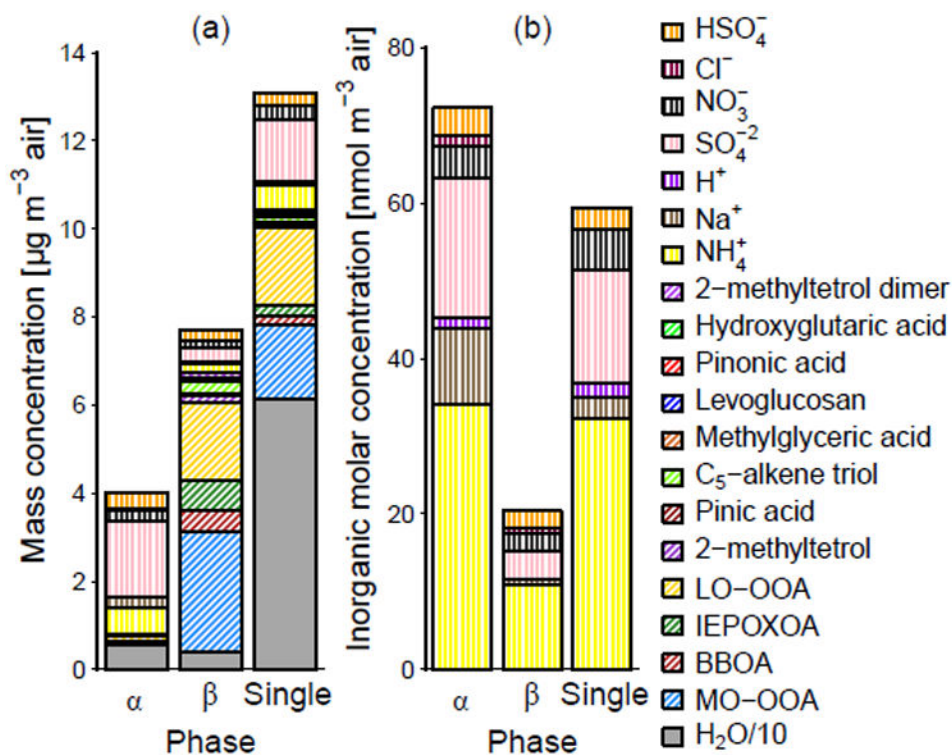 (a)
Mass concentration [µg m⁻³ air)
14
12
10
8
6
4
2
0
α
β
Single
Phase
(b)
Inorganic molar concentration [nmol m⁻³ air)
80
60
40
20
0
α
β
Single
Phase
HSO₄⁻
Cl⁻
NO₃⁻
SO₄⁻²
H⁺
Na⁺
NH₄⁺
2−methyltetrol dimer
Hydroxyglutaric acid
Pinonic acid
Levoglucosan
Methylglyceric acid
C₅−alkene triol
Pinic acid
2−methyltetrol
LO−OOA
IEPOXOA
BBOA
MO−OOA
H₂O/10